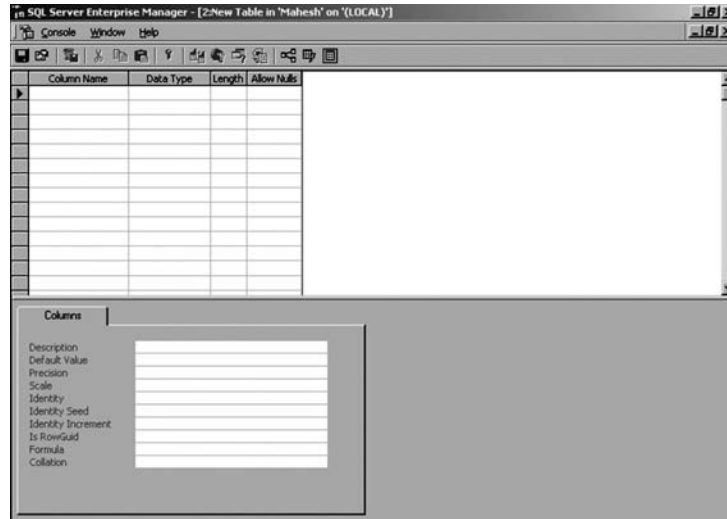 SQL Server Enterprise Manager - [2:New Table in 'Mahesh' on '(LOCAL)']
Console Window Help
Column Name Data Type Length Allow Nulls
Columns
Description
Default Value
Precision
Scale
Identity
Identity Seed
Identity Increment
Is RowGuid
Formula
Collation